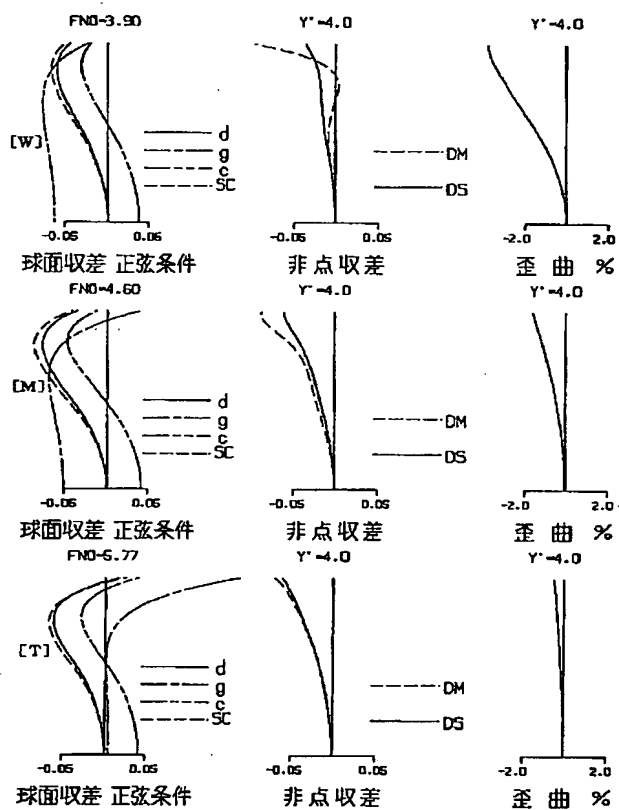 FNO=3.90 Y'=4.0 Y'=4.0
[W]
d
g
c
SC
DM
DS
-0.05 0.05 -0.05 0.05 -2.0 2.0
球面収差 正弦条件 非点収差 歪曲 %
FNO=4.60 Y'=4.0 Y'=4.0
[M]
d
g
c
SC
DM
DS
-0.05 0.05 -0.05 0.05 -2.0 2.0
球面収差 正弦条件 非点収差 歪曲 %
FNO=5.77 Y'=4.0 Y'=4.0
[T]
d
g
c
SC
DM
DS
-0.05 0.05 -0.05 0.05 -2.0 2.0
球面収差 正弦条件 非点収差 歪曲 %